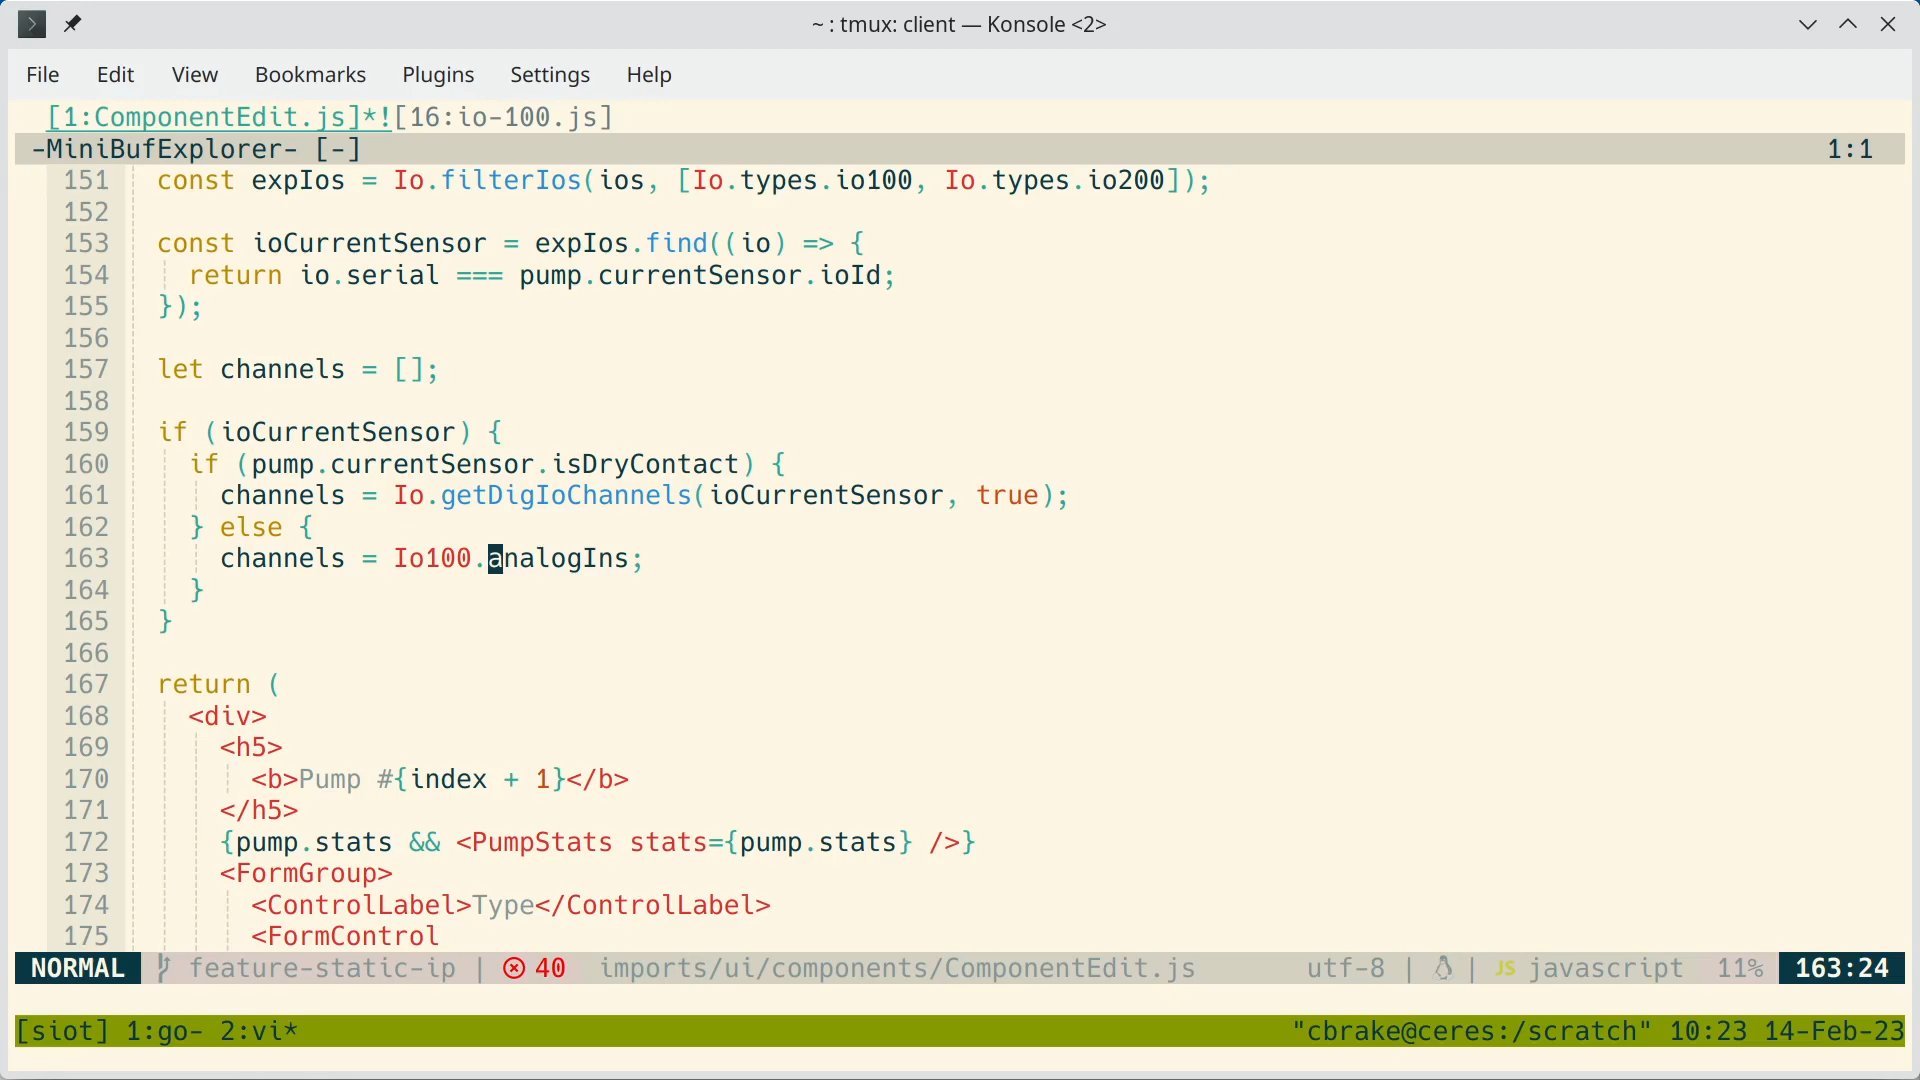 ~ : tmux: client — Konsole <2>
File Edit View Bookmarks Plugins Settings Help
[1:ComponentEdit.js]*![16:io-100.js]
-MiniBufExplorer- [-] 1:1
151 const expIos = Io.filterIos(ios, [Io.types.io100, Io.types.io200]);
152
153 const ioCurrentSensor = expIos.find((io) => {
154 return io.serial === pump.currentSensor.ioId;
155 });
156
157 let channels = [];
158
159 if (ioCurrentSensor) {
160 if (pump.currentSensor.isDryContact) {
161 channels = Io.getDigIoChannels(ioCurrentSensor, true);
162 } else {
163 channels = Io100.analogIns;
164 }
165 }
166
167 return (
168 <div>
169 <h5>
170 <b>Pump #{index + 1}</b>
171 </h5>
172 {pump.stats && <PumpStats stats={pump.stats} />}
173 <FormGroup>
174 <ControlLabel>Type</ControlLabel>
175 <FormControl
NORMAL feature-static-ip | 40 imports/ui/components/ComponentEdit.js utf-8 | | JS javascript 11% 163:24
[siot] 1:go- 2:vi* "cbrake@ceres:/scratch" 10:23 14-Feb-23